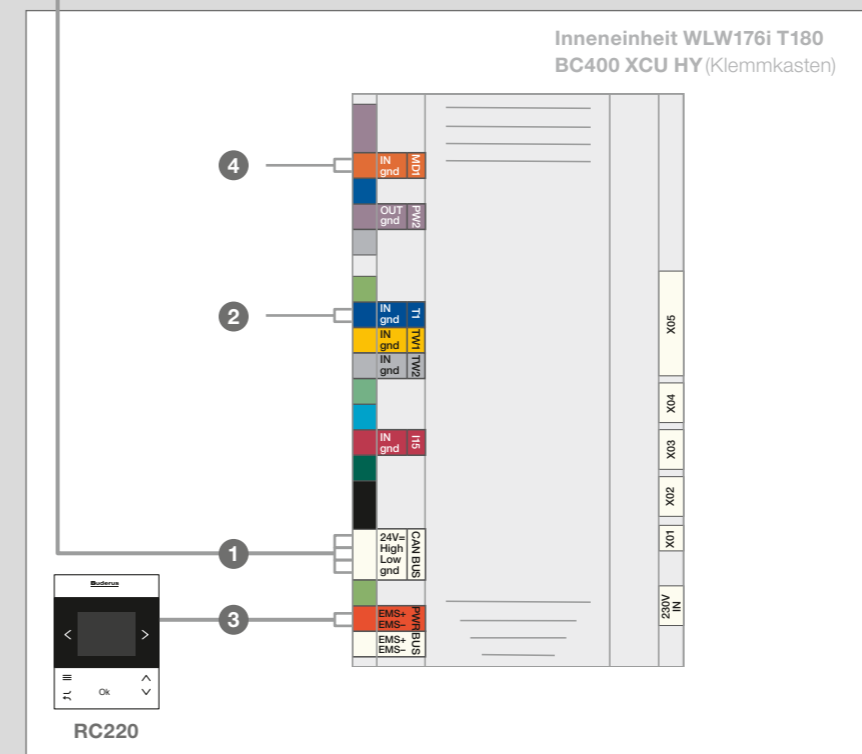 Inneneinheit WLW176i T180
BC400 XCU HY (Klemmkasten)
4
IN
gnd
MD1
OUT
gnd
PW2
2
IN
gnd
T1
IN
gnd
TW1
IN
gnd
TW2
IN
gnd
I15
1
24V=
High
Low
gnd
CAN BUS
3
EMS+
EMS–
PWR
EMS+
EMS–
BUS
X05
X04
X03
X02
X01
230V
IN
Buderus
Ok
RC220